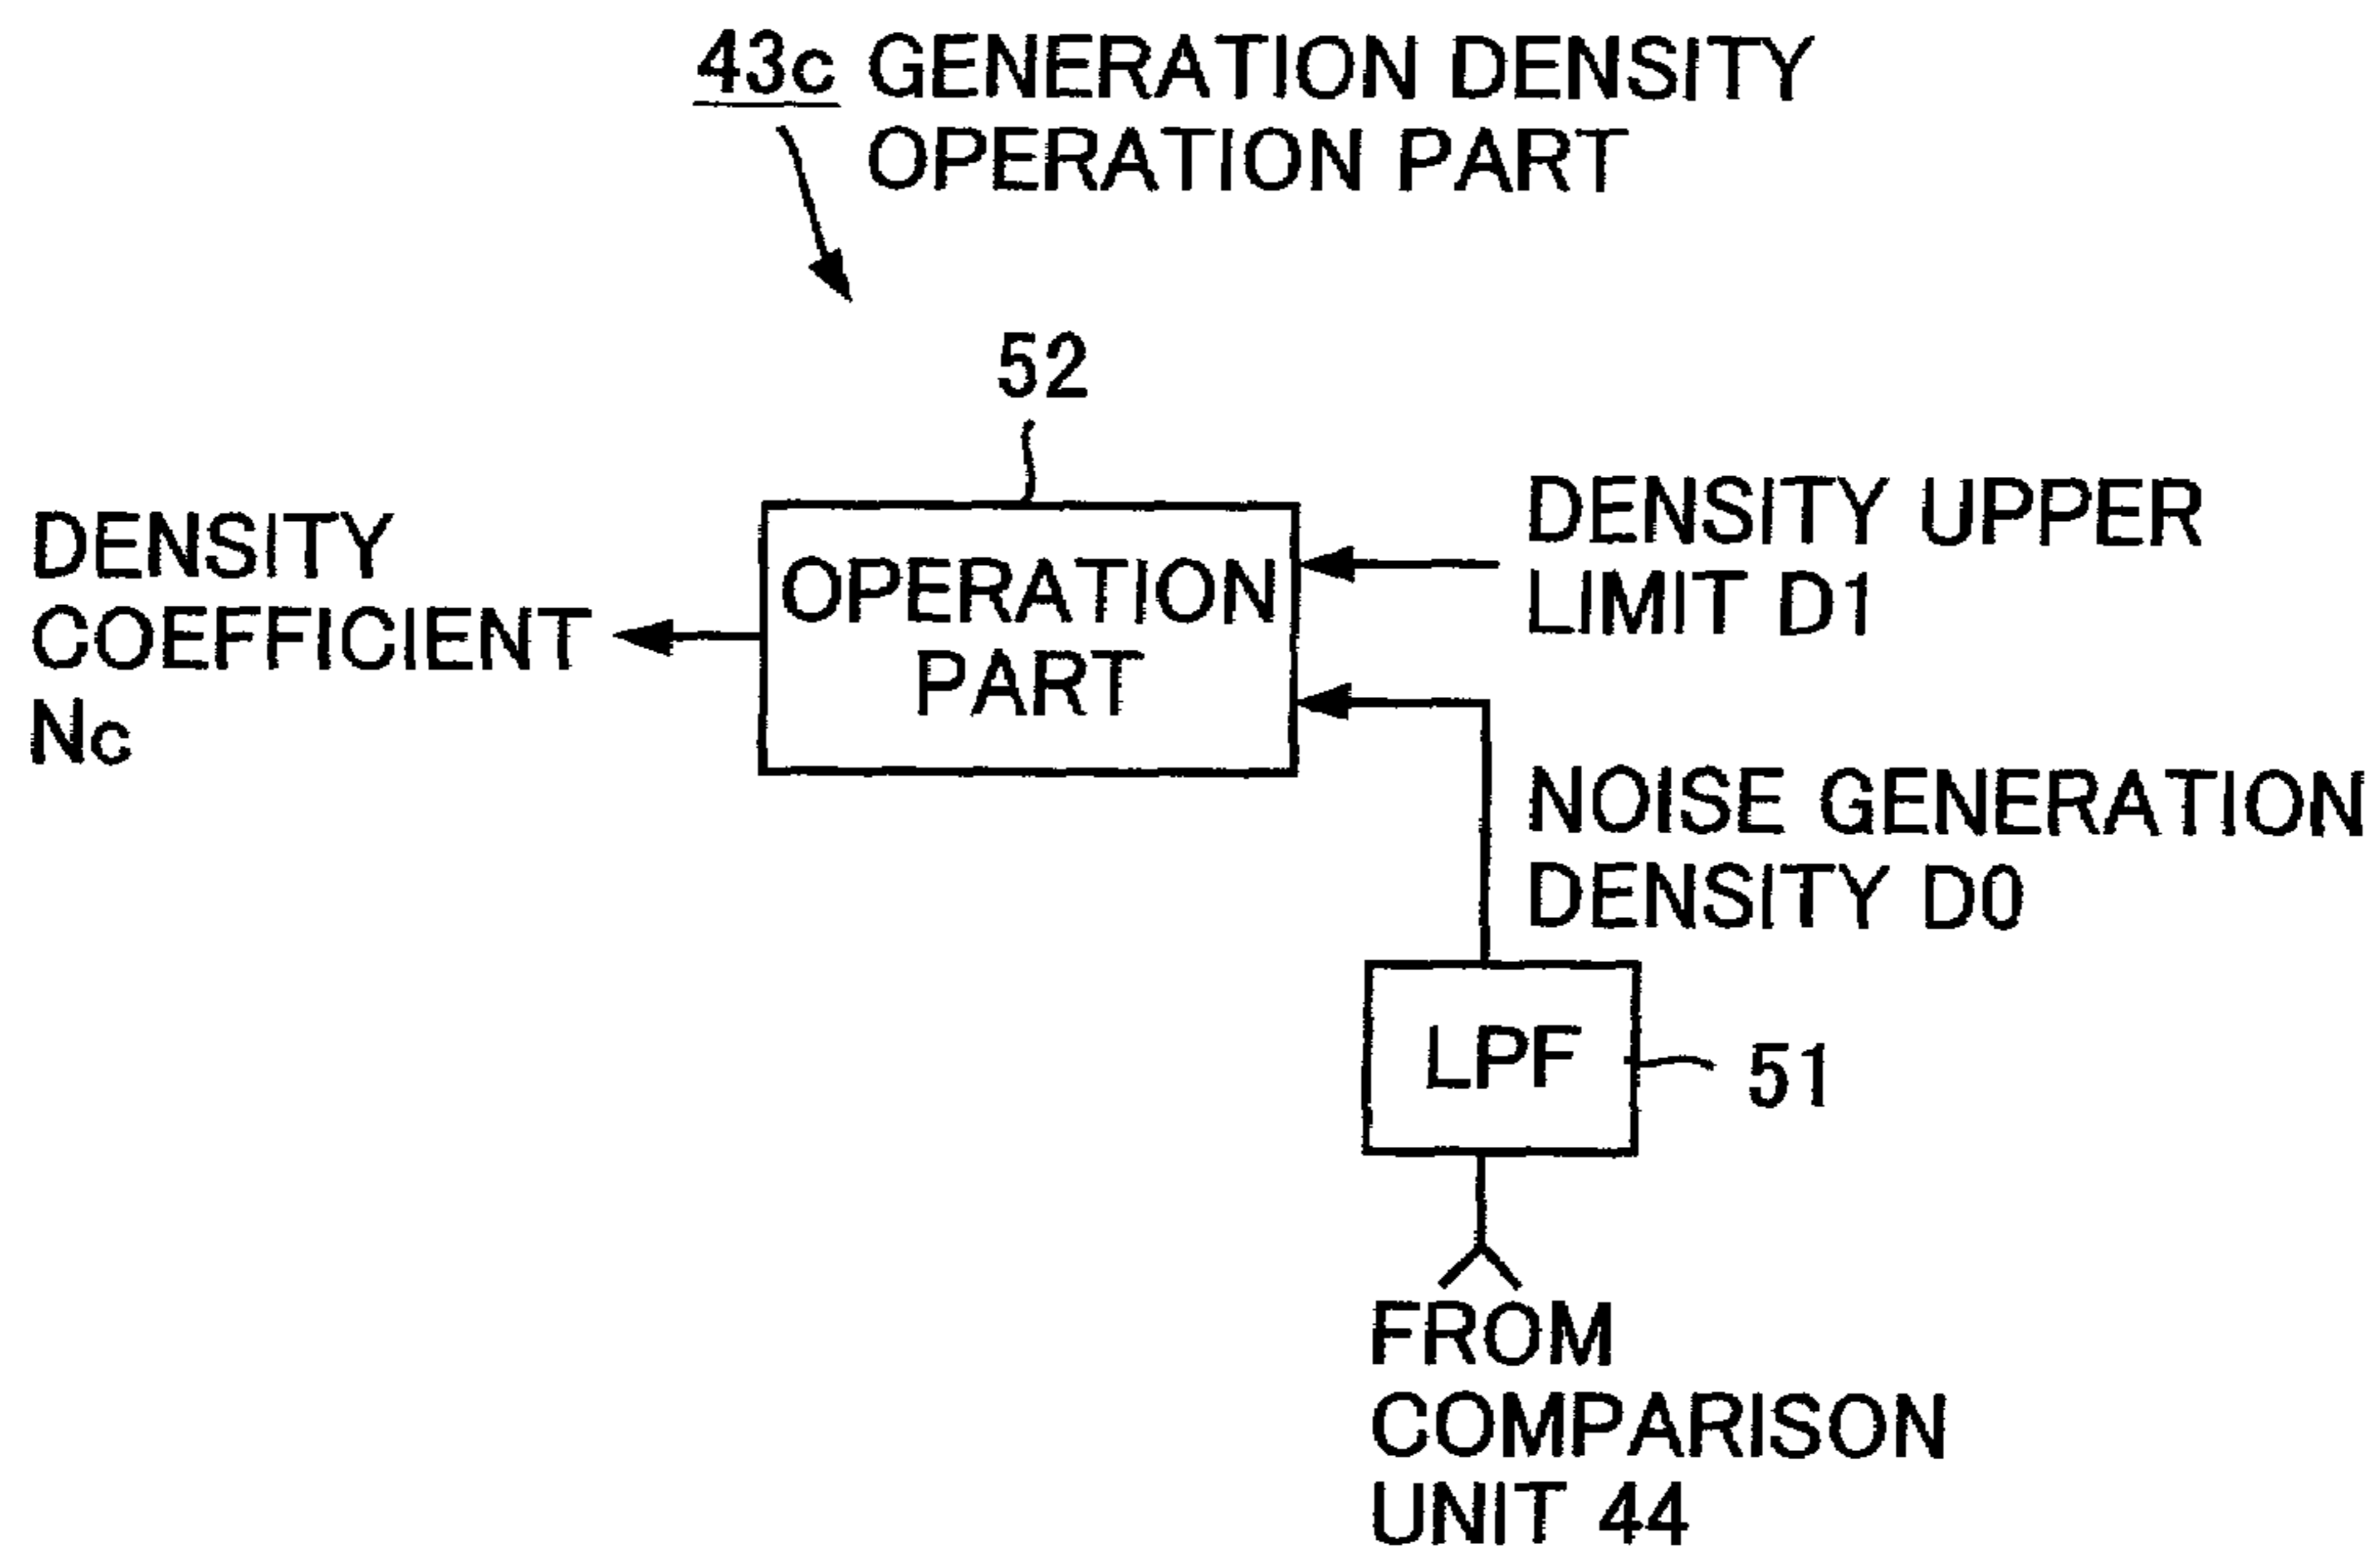 43c GENERATION DENSITY
OPERATION PART
52
DENSITY
COEFFICIENT
Nc
OPERATION
PART
DENSITY UPPER
LIMIT D1
NOISE GENERATION
DENSITY D0
LPF
51
FROM
COMPARISON
UNIT 44